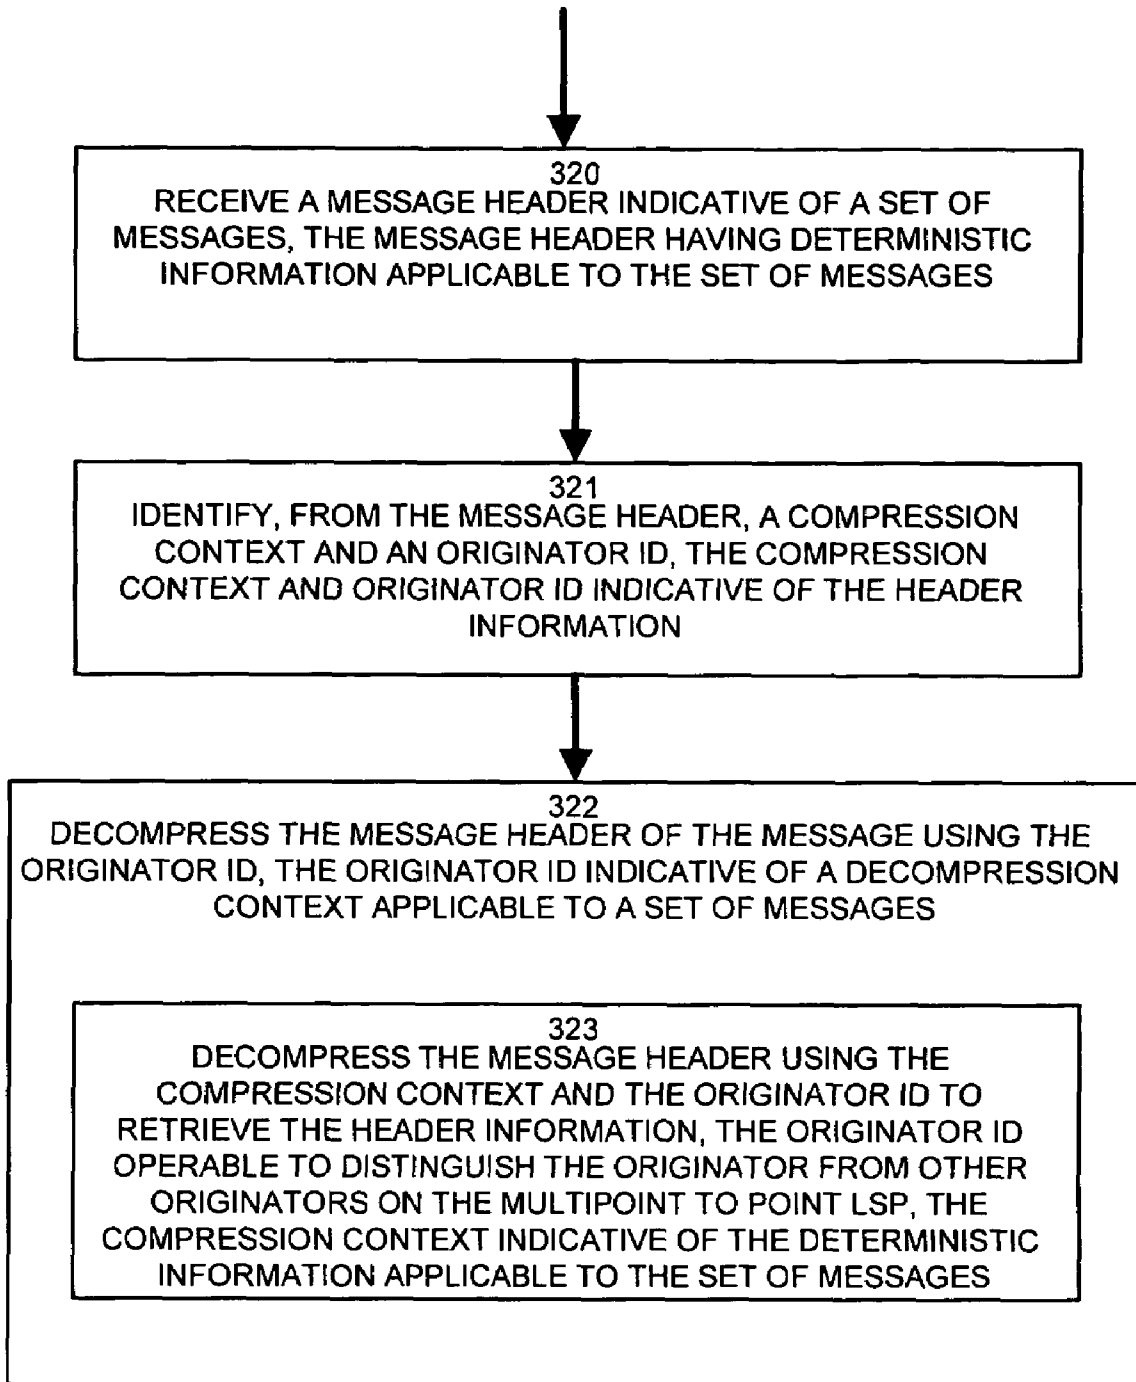 320
RECEIVE A MESSAGE HEADER INDICATIVE OF A SET OF
MESSAGES, THE MESSAGE HEADER HAVING DETERMINISTIC
INFORMATION APPLICABLE TO THE SET OF MESSAGES
321
IDENTIFY, FROM THE MESSAGE HEADER, A COMPRESSION
CONTEXT AND AN ORIGINATOR ID, THE COMPRESSION
CONTEXT AND ORIGINATOR ID INDICATIVE OF THE HEADER
INFORMATION
322
DECOMPRESS THE MESSAGE HEADER OF THE MESSAGE USING THE
ORIGINATOR ID, THE ORIGINATOR ID INDICATIVE OF A DECOMPRESSION
CONTEXT APPLICABLE TO A SET OF MESSAGES
323
DECOMPRESS THE MESSAGE HEADER USING THE
COMPRESSION CONTEXT AND THE ORIGINATOR ID TO
RETRIEVE THE HEADER INFORMATION, THE ORIGINATOR ID
OPERABLE TO DISTINGUISH THE ORIGINATOR FROM OTHER
ORIGINATORS ON THE MULTIPOINT TO POINT LSP, THE
COMPRESSION CONTEXT INDICATIVE OF THE DETERMINISTIC
INFORMATION APPLICABLE TO THE SET OF MESSAGES